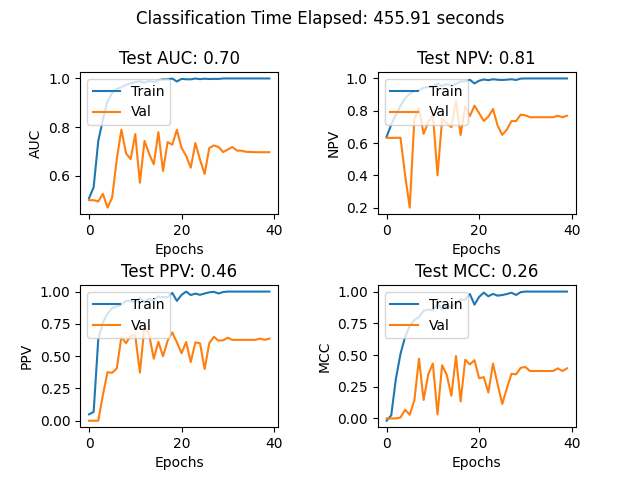 Classification Time Elapsed: 455.91 seconds
Test AUC: 0.70
Test NPV: 0.81
1.0
0.8
0.6
AUC
Train
Val
0
20
40
Epochs
1.0
0.8
0.6
0.4
0.2
NPV
Train
Val
0
20
40
Epochs
Test PPV: 0.46
Test MCC: 0.26
1.00
0.75
0.50
0.25
0.00
PPV
Train
Val
0
20
40
Epochs
1.00
0.75
0.50
0.25
0.00
MCC
Train
Val
0
20
40
Epochs